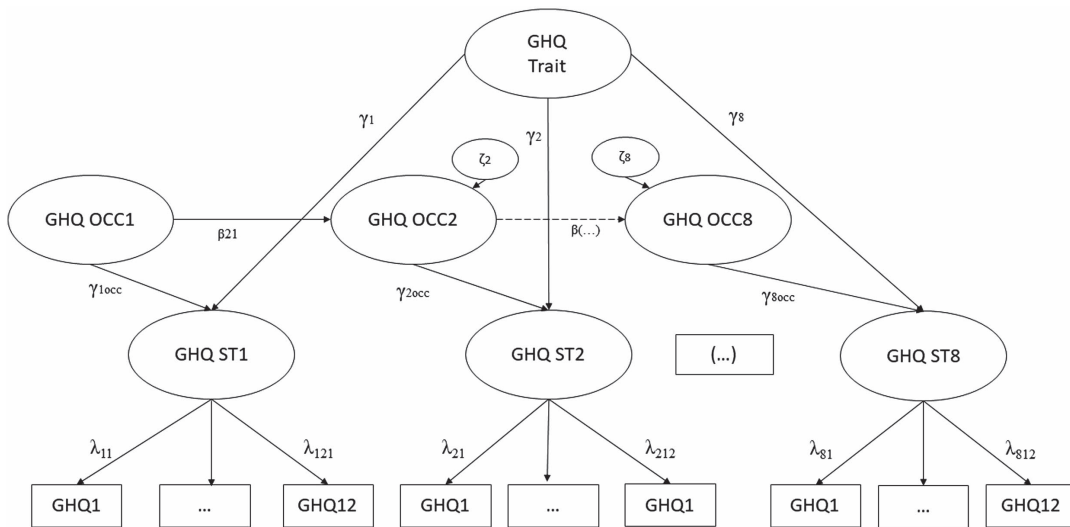 GHQ
Trait
γ1
γ2
γ8
ζ2
ζ8
GHQ OCC1
GHQ OCC2
GHQ OCC8
β21
β(...)
γ1occ
γ2occ
γ8occ
GHQ ST1
GHQ ST2
(...)
GHQ ST8
λ11
λ121
λ21
λ212
λ81
λ812
GHQ1
...
GHQ12
GHQ1
...
GHQ1
GHQ1
...
GHQ12